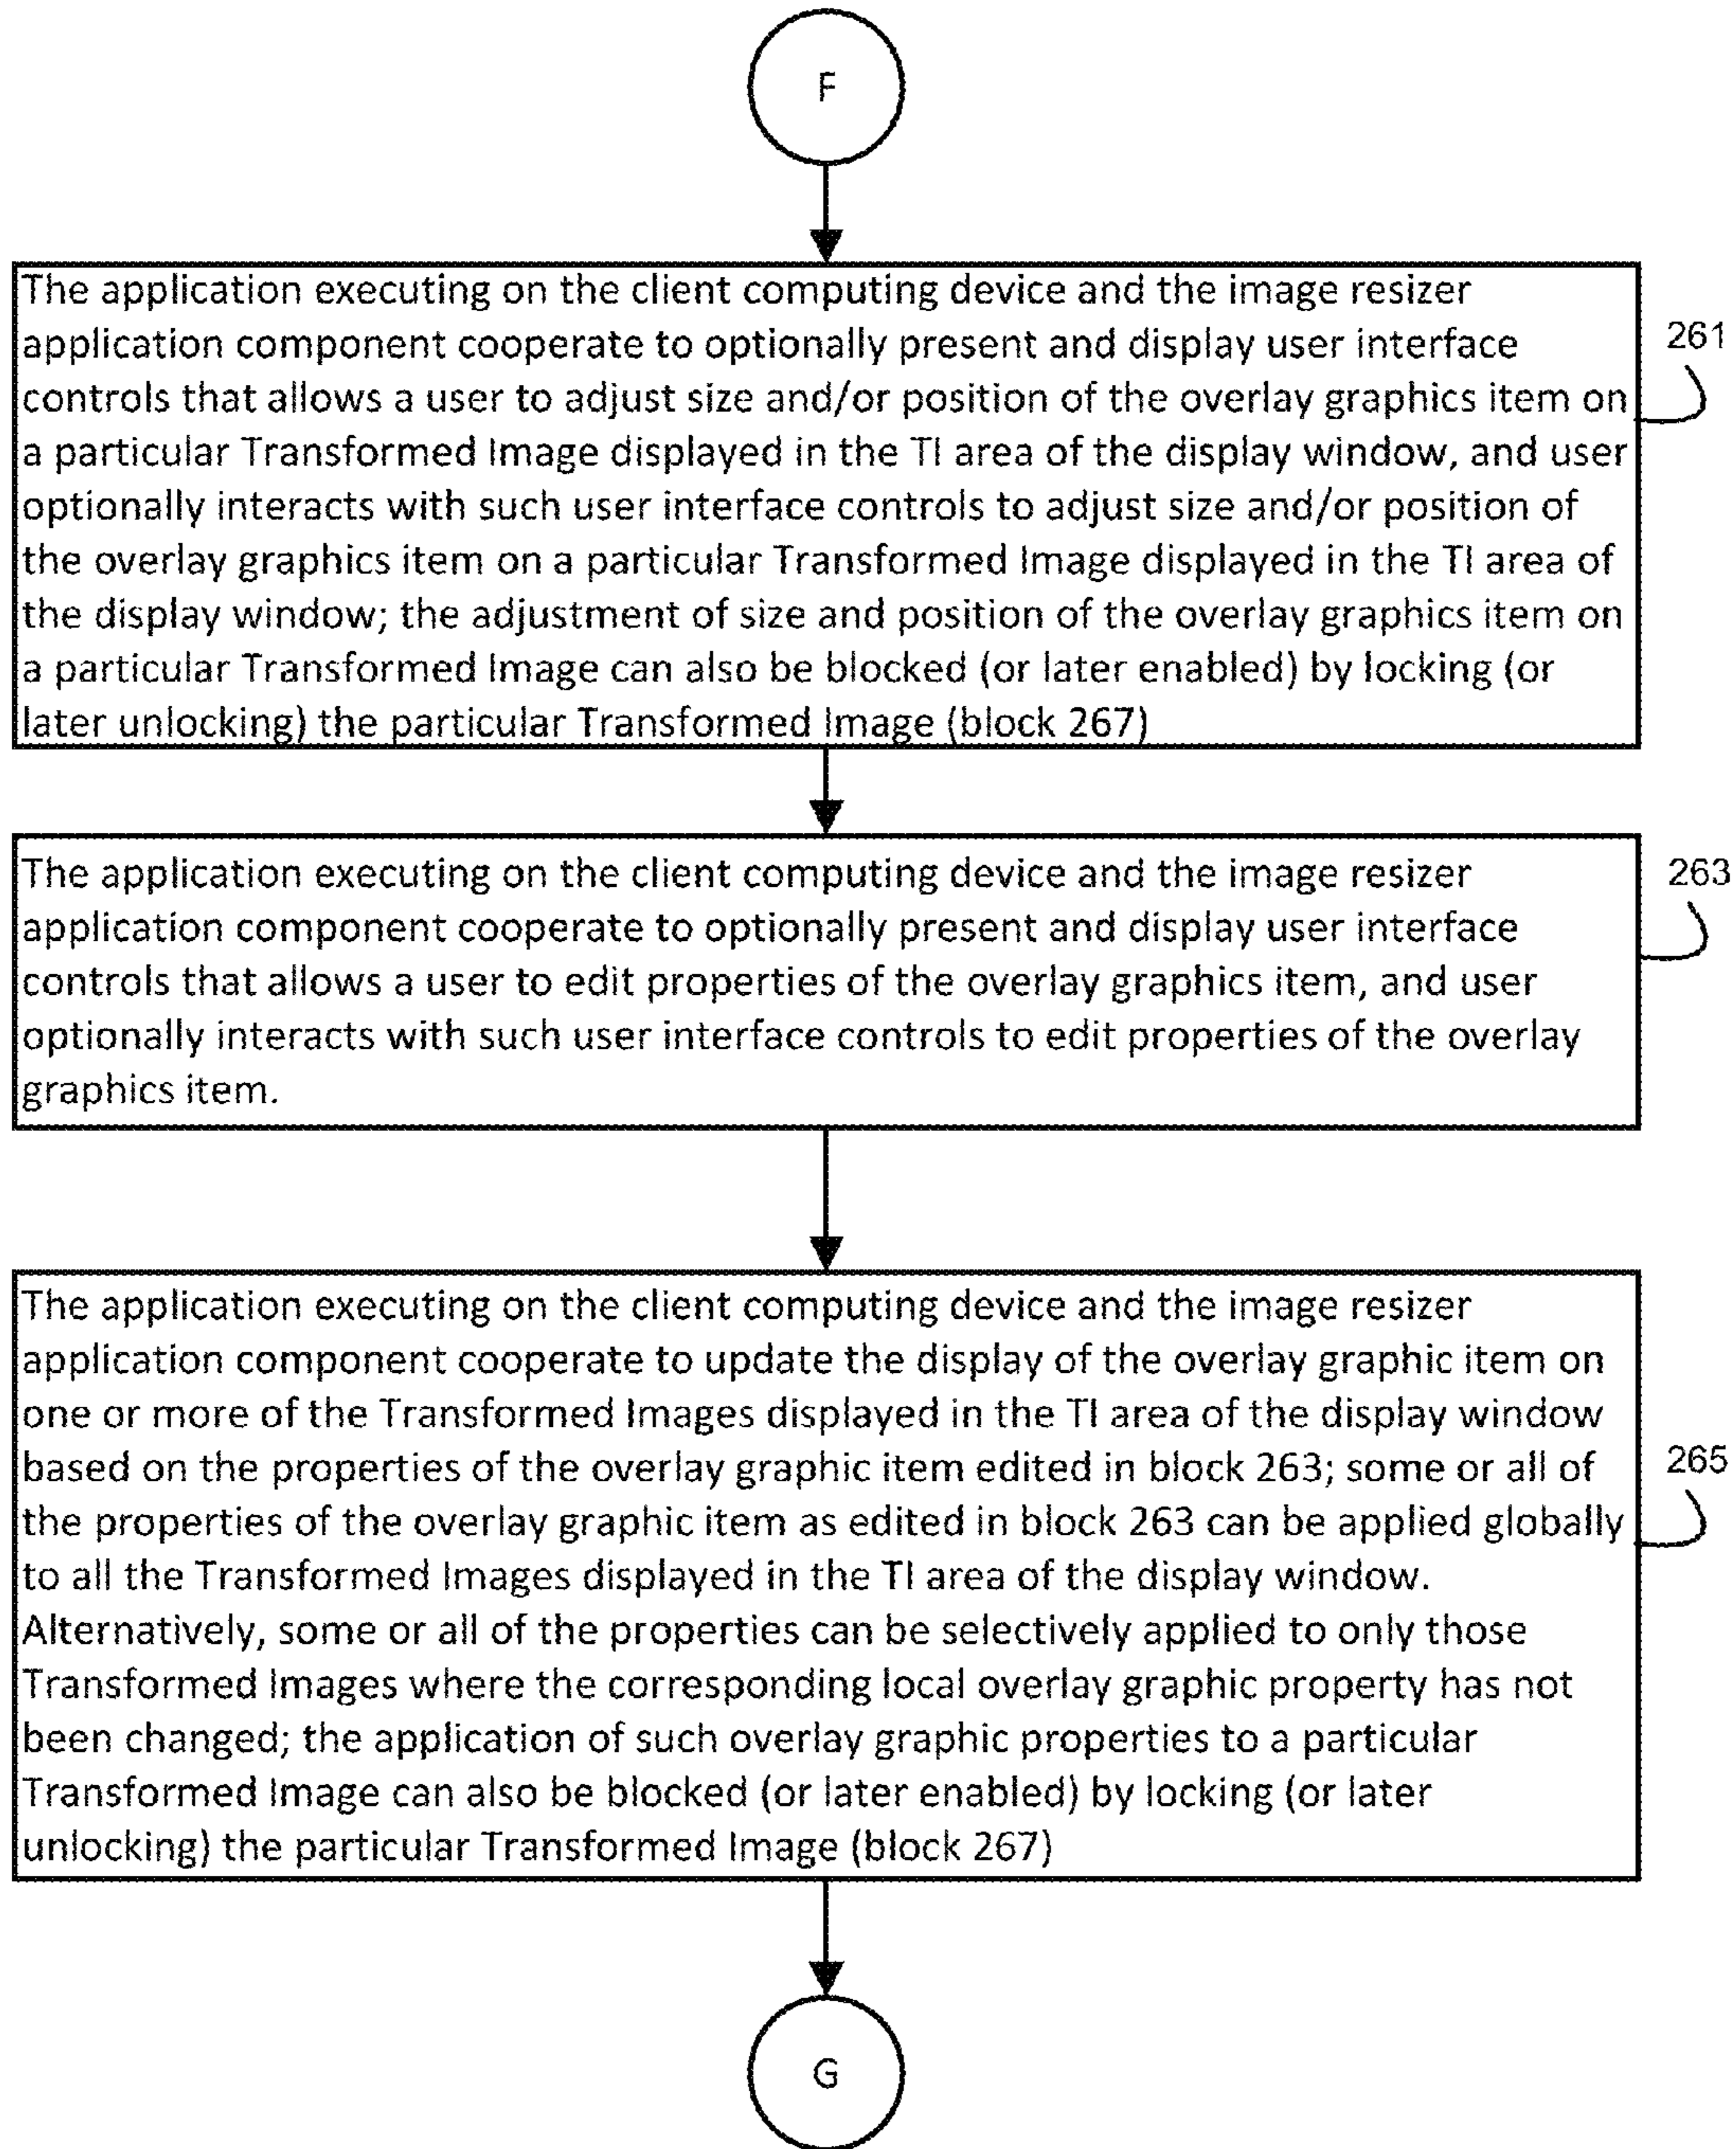 F
The application executing on the client computing device and the image resizer
application component cooperate to optionally present and display user interface
controls that allows a user to adjust size and/or position of the overlay graphics item on
a particular Transformed Image displayed in the TI area of the display window, and user
optionally interacts with such user interface controls to adjust size and/or position of
the overlay graphics item on a particular Transformed Image displayed in the TI area of
the display window; the adjustment of size and position of the overlay graphics item on
a particular Transformed Image can also be blocked (or later enabled) by locking (or
later unlocking) the particular Transformed Image (block 267)
261
The application executing on the client computing device and the image resizer
application component cooperate to optionally present and display user interface
controls that allows a user to edit properties of the overlay graphics item, and user
optionally interacts with such user interface controls to edit properties of the overlay
graphics item.
263
The application executing on the client computing device and the image resizer
application component cooperate to update the display of the overlay graphic item on
one or more of the Transformed Images displayed in the TI area of the display window
based on the properties of the overlay graphic item edited in block 263; some or all of
the properties of the overlay graphic item as edited in block 263 can be applied globally
to all the Transformed Images displayed in the TI area of the display window.
Alternatively, some or all of the properties can be selectively applied to only those
Transformed Images where the corresponding local overlay graphic property has not
been changed; the application of such overlay graphic properties to a particular
Transformed Image can also be blocked (or later enabled) by locking (or later
unlocking) the particular Transformed Image (block 267)
265
G